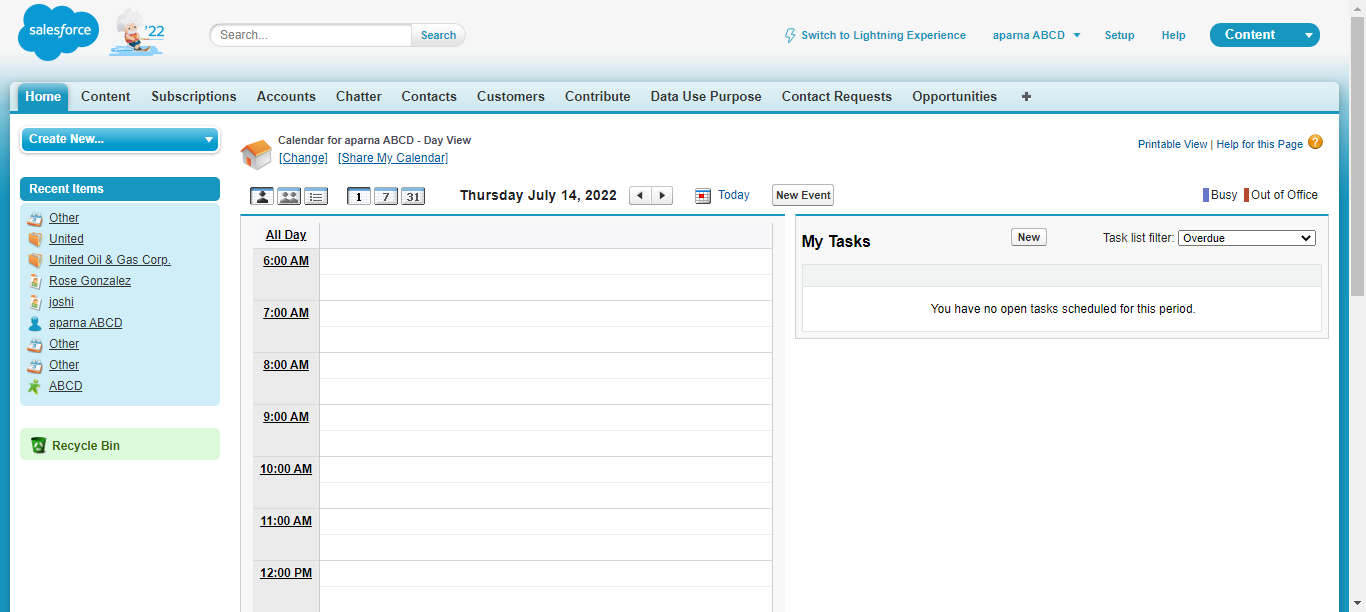 salesforce '22 Search... Search Switch to Lightning Experience aparna ABCD Setup Help Content
Home Content Subscriptions Accounts Chatter Contacts Customers Contribute Data Use Purpose Contact Requests Opportunities +
Create New...
Recent Items
Other
United
United Oil & Gas Corp.
Rose Gonzalez
joshi
aparna ABCD
Other
Other
ABCD
Recycle Bin
Calendar for aparna ABCD - Day View
[Change] [Share My Calendar]
Printable View | Help for this Page ?
1 7 31 Thursday July 14, 2022 Today New Event Busy Out of Office
All Day
6:00 AM
7:00 AM
8:00 AM
9:00 AM
10:00 AM
11:00 AM
12:00 PM
My Tasks New Task list filter: Overdue
You have no open tasks scheduled for this period.